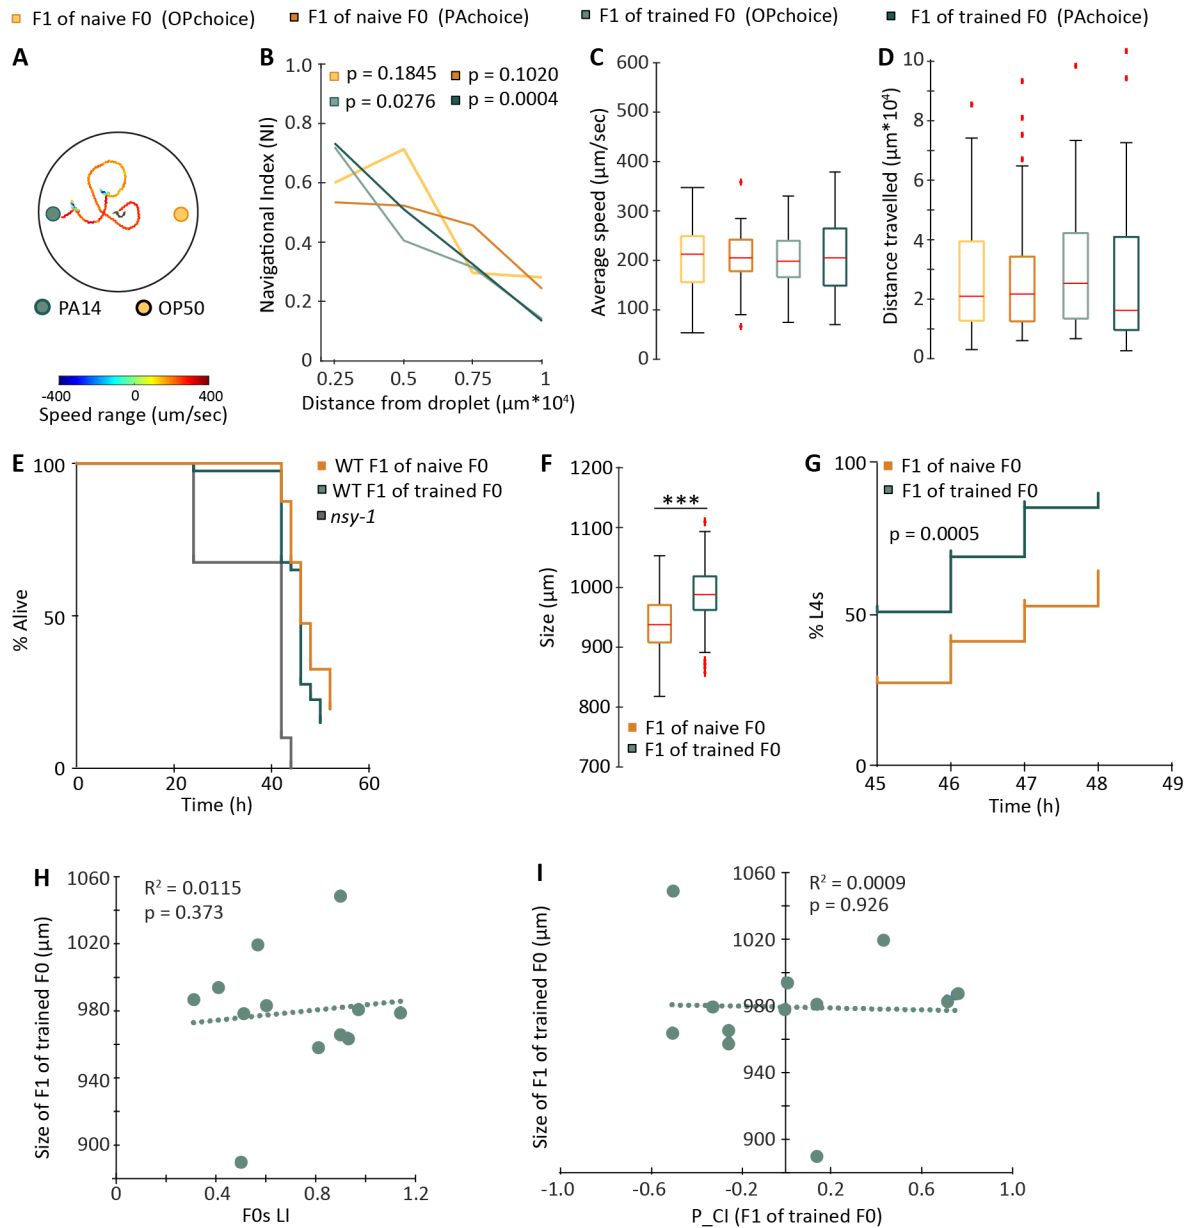 F1 of naive F0 (OPchoice)
F1 of naive F0 (PAchoice)
F1 of trained F0 (OPchoice)
F1 of trained F0 (PAchoice)
A
PA14
OP50
-400
0
400
Speed range (um/sec)
B
Navigational Index (NI)
1.0
0.8
0.6
0.4
0.2
0
p = 0.1845
p = 0.1020
p = 0.0276
p = 0.0004
0.25
0.5
0.75
1
Distance from droplet (µm*10⁴)
C
Average speed (µm/sec)
600
500
400
300
200
100
0
D
Distance travelled (µm*10⁴)
10
8
6
4
2
0
E
% Alive
100
50
0
WT F1 of naive F0
WT F1 of trained F0
nsy-1
0
20
40
60
Time (h)
F
Size (µm)
1200
1100
1000
900
800
700
***
F1 of naive F0
F1 of trained F0
G
% L4s
100
50
0
F1 of naive F0
F1 of trained F0
p = 0.0005
45
46
47
48
49
Time (h)
H
Size of F1 of trained F0 (µm)
1060
1020
980
940
900
R² = 0.0115
p = 0.373
0
0.4
0.8
1.2
F0s LI
I
Size of F1 of trained F0 (µm)
1060
1020
980
940
900
R² = 0.0009
p = 0.926
-1.0
-0.6
-0.2
0.2
0.6
1.0
P_CI (F1 of trained F0)